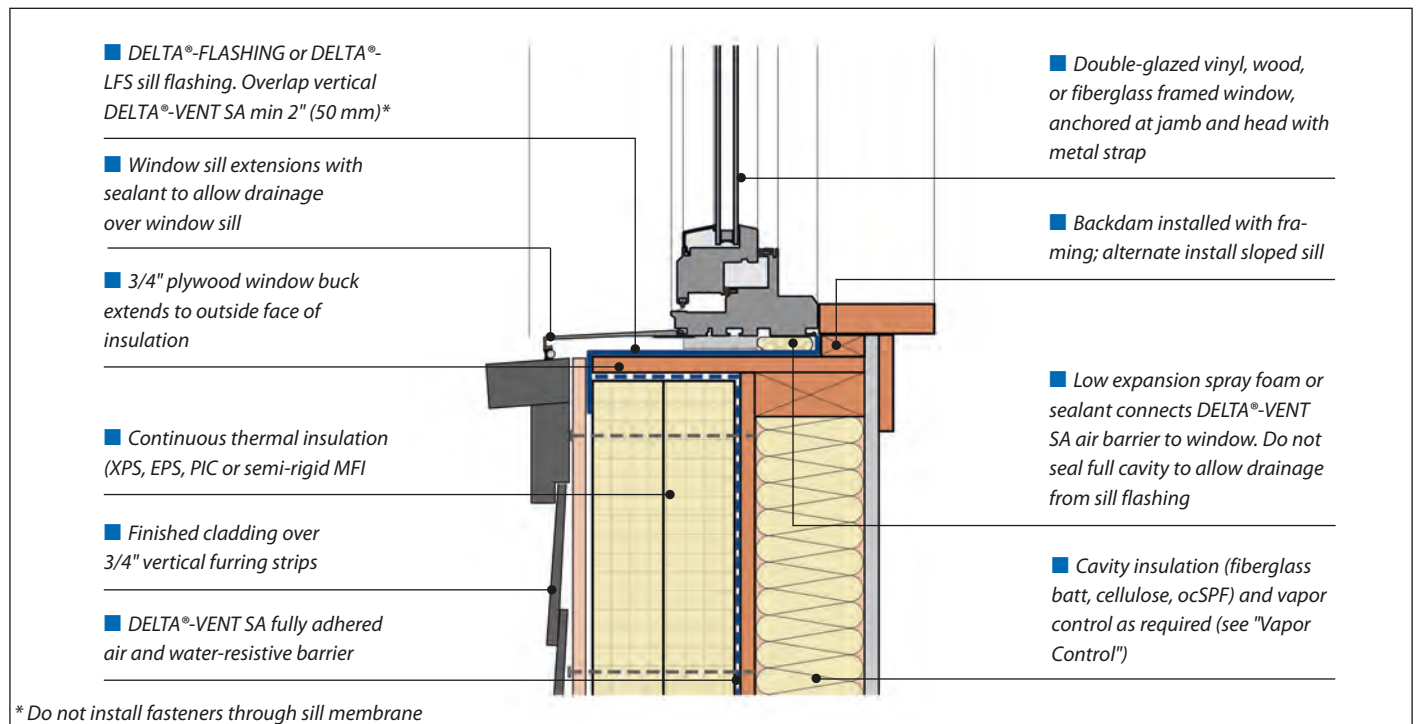 ■ DELTA®-FLASHING or DELTA®-
LFS sill flashing. Overlap vertical
DELTA®-VENT SA min 2" (50 mm)*
■ Window sill extensions with
sealant to allow drainage
over window sill
■ 3/4" plywood window buck
extends to outside face of
insulation
■ Continuous thermal insulation
(XPS, EPS, PIC or semi-rigid MFI
■ Finished cladding over
3/4" vertical furring strips
■ DELTA®-VENT SA fully adhered
air and water-resistive barrier
■ Double-glazed vinyl, wood,
or fiberglass framed window,
anchored at jamb and head with
metal strap
■ Backdam installed with fra-
ming; alternate install sloped sill
■ Low expansion spray foam or
sealant connects DELTA®-VENT
SA air barrier to window. Do not
seal full cavity to allow drainage
from sill flashing
■ Cavity insulation (fiberglass
batt, cellulose, ocSPF) and vapor
control as required (see "Vapor
Control")
* Do not install fasteners through sill membrane